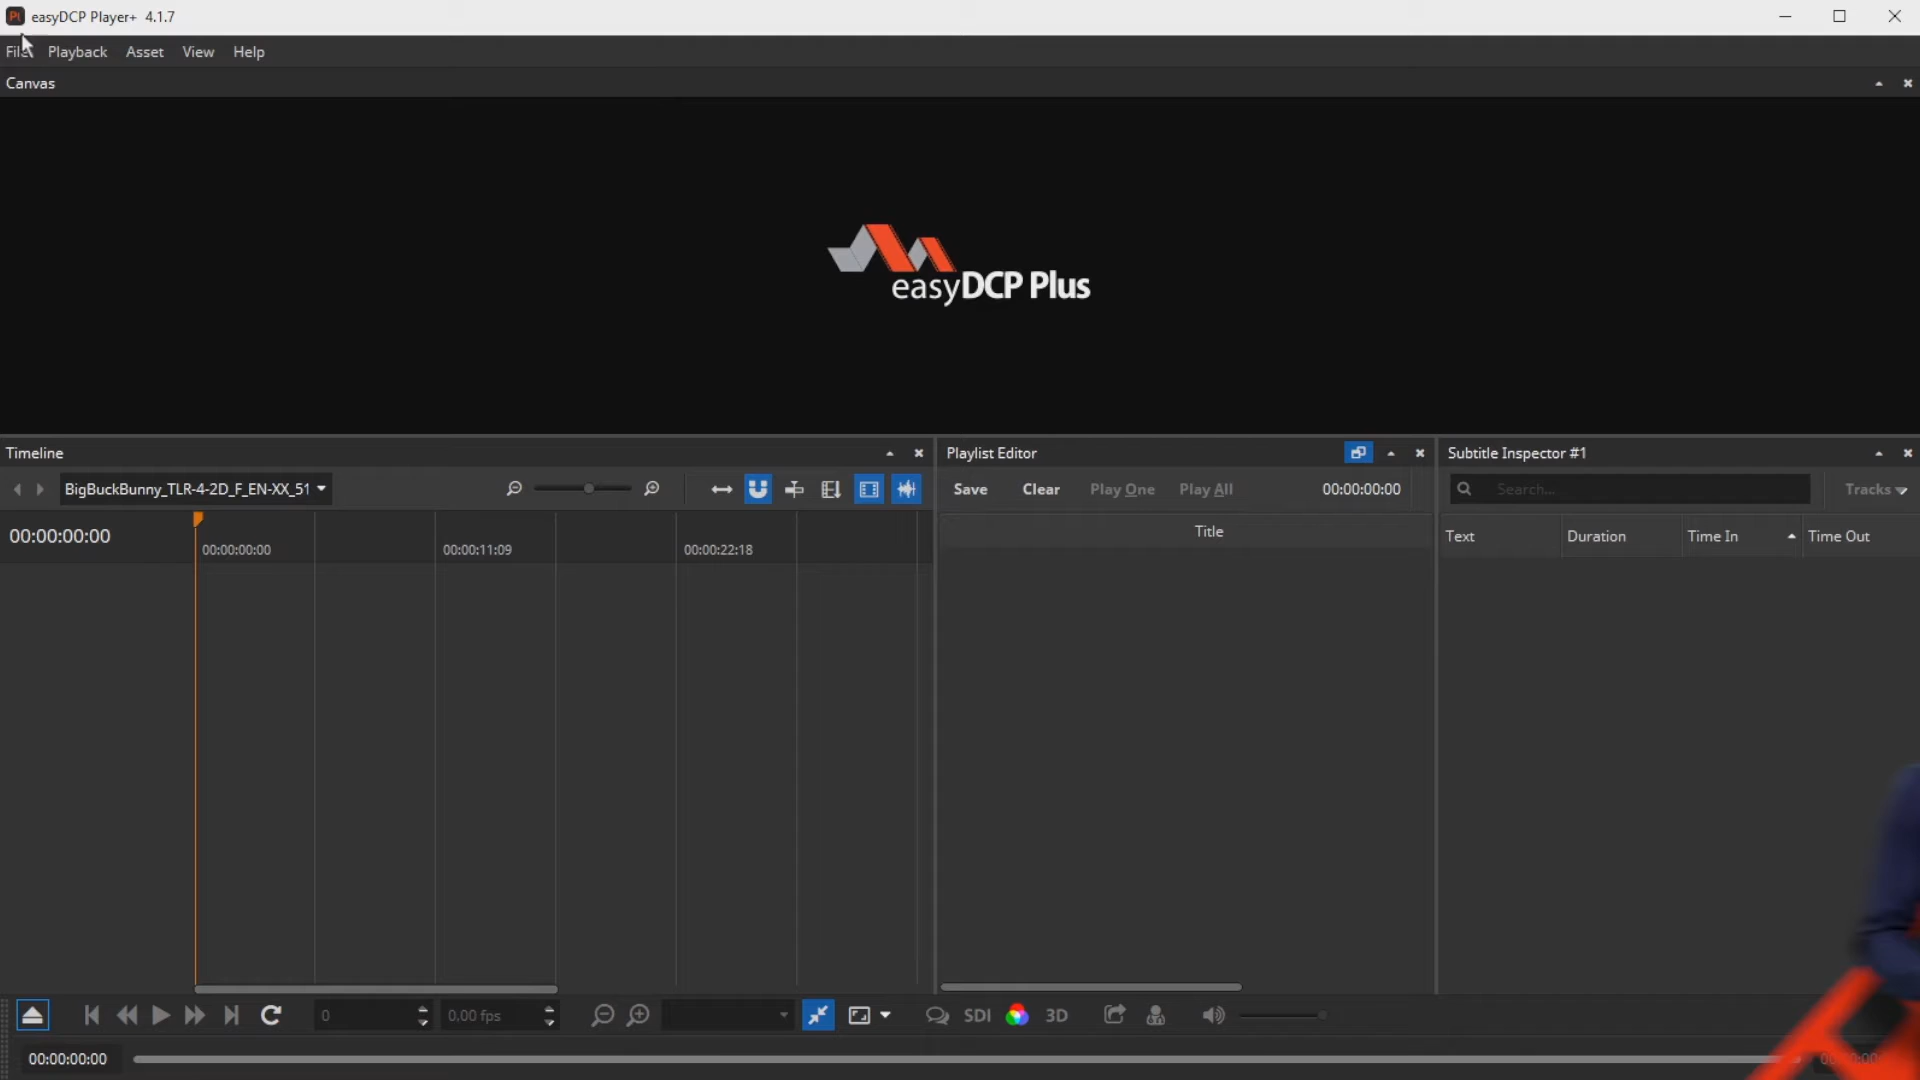 easyDCP Player+ 4.1.7
File Playback Asset View Help
Canvas
easyDCP Plus
Timeline
BigBuckBunny_TLR-4-2D_F_EN-XX_51
00:00:00:00
00:00:00:00 00:00:11:09 00:00:22:18
Playlist Editor
Save Clear Play One Play All 00:00:00:00
Title
Subtitle Inspector #1
Search... Tracks
Text Duration Time In Time Out
0 0,00 fps SDI 3D
00:00:00:00